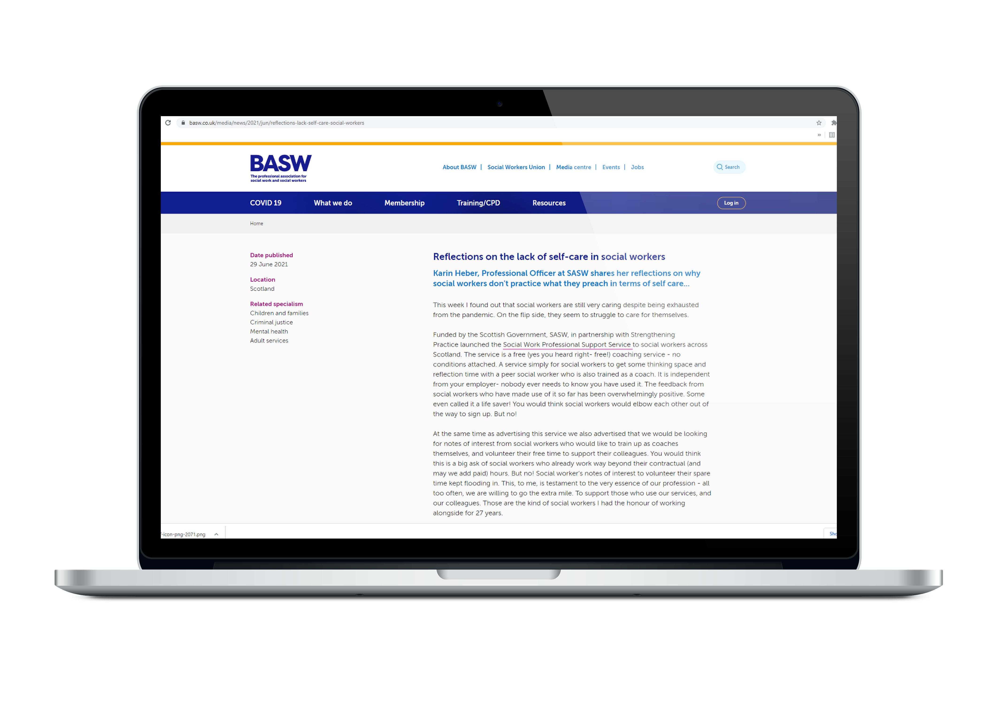 basw.co.uk/media/news/2021/jun/reflections-lack-self-care-social-workers
»
BASW
The professional association for
social work and social workers
About BASW | Social Workers Union | Media centre | Events | Jobs
Search
COVID 19 What we do Membership Training/CPD Resources Log in
Home
Date published
29 June 2021
Location
Scotland
Related specialism
Children and families
Criminal justice
Mental health
Adult services
Reflections on the lack of self-care in social workers
Karin Heber, Professional Officer at SASW shares her reflections on why
social workers don't practice what they preach in terms of self care...
This week I found out that social workers are still very caring despite being exhausted
from the pandemic. On the flip side, they seem to struggle to care for themselves.
Funded by the Scottish Government, SASW, in partnership with Strengthening
Practice launched the Social Work Professional Support Service to social workers across
Scotland. The service is a free (yes you heard right- free!) coaching service - no
conditions attached. A service simply for social workers to get some thinking space and
reflection time with a peer social worker who is also trained as a coach. It is independent
from your employer- nobody ever needs to know you have used it. The feedback from
social workers who have made use of it so far has been overwhelmingly positive. Some
even called it a life saver! You would think social workers would elbow each other out of
the way to sign up. But no!
At the same time as advertising this service we also advertised that we would be looking
for notes of interest from social workers who would like to train up as coaches
themselves, and volunteer their free time to support their colleagues. You would think
this is a big ask of social workers who already work way beyond their contractual (and
may we add paid) hours. But no! Social worker's notes of interest to volunteer their spare
time kept flooding in. This, to me, is testament to the very essence of our profession - all
too often, we are willing to go the extra mile. To support those who use our services, and
our colleagues. Those are the kind of social workers I had the honour of working
alongside for 27 years.
-icon-png-2071.png
Sho